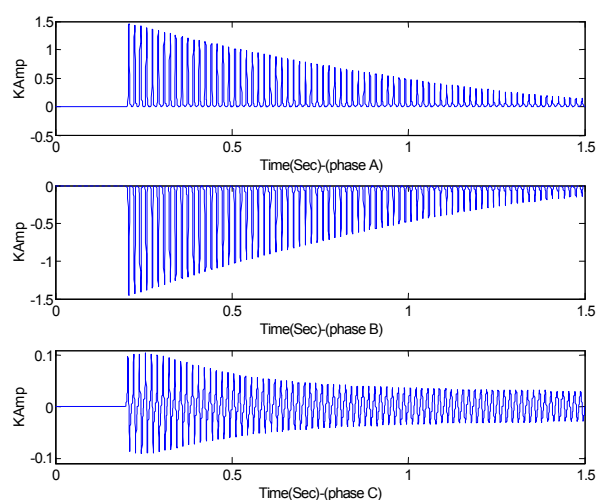 1.5
1
0.5
0
-0.5
KAmp
0 0.5 1 1.5
Time(Sec)-(phase A)
0
-0.5
-1
-1.5
KAmp
0 0.5 1 1.5
Time(Sec)-(phase B)
0.1
0
-0.1
KAmp
0 0.5 1 1.5
Time(Sec)-(phase C)